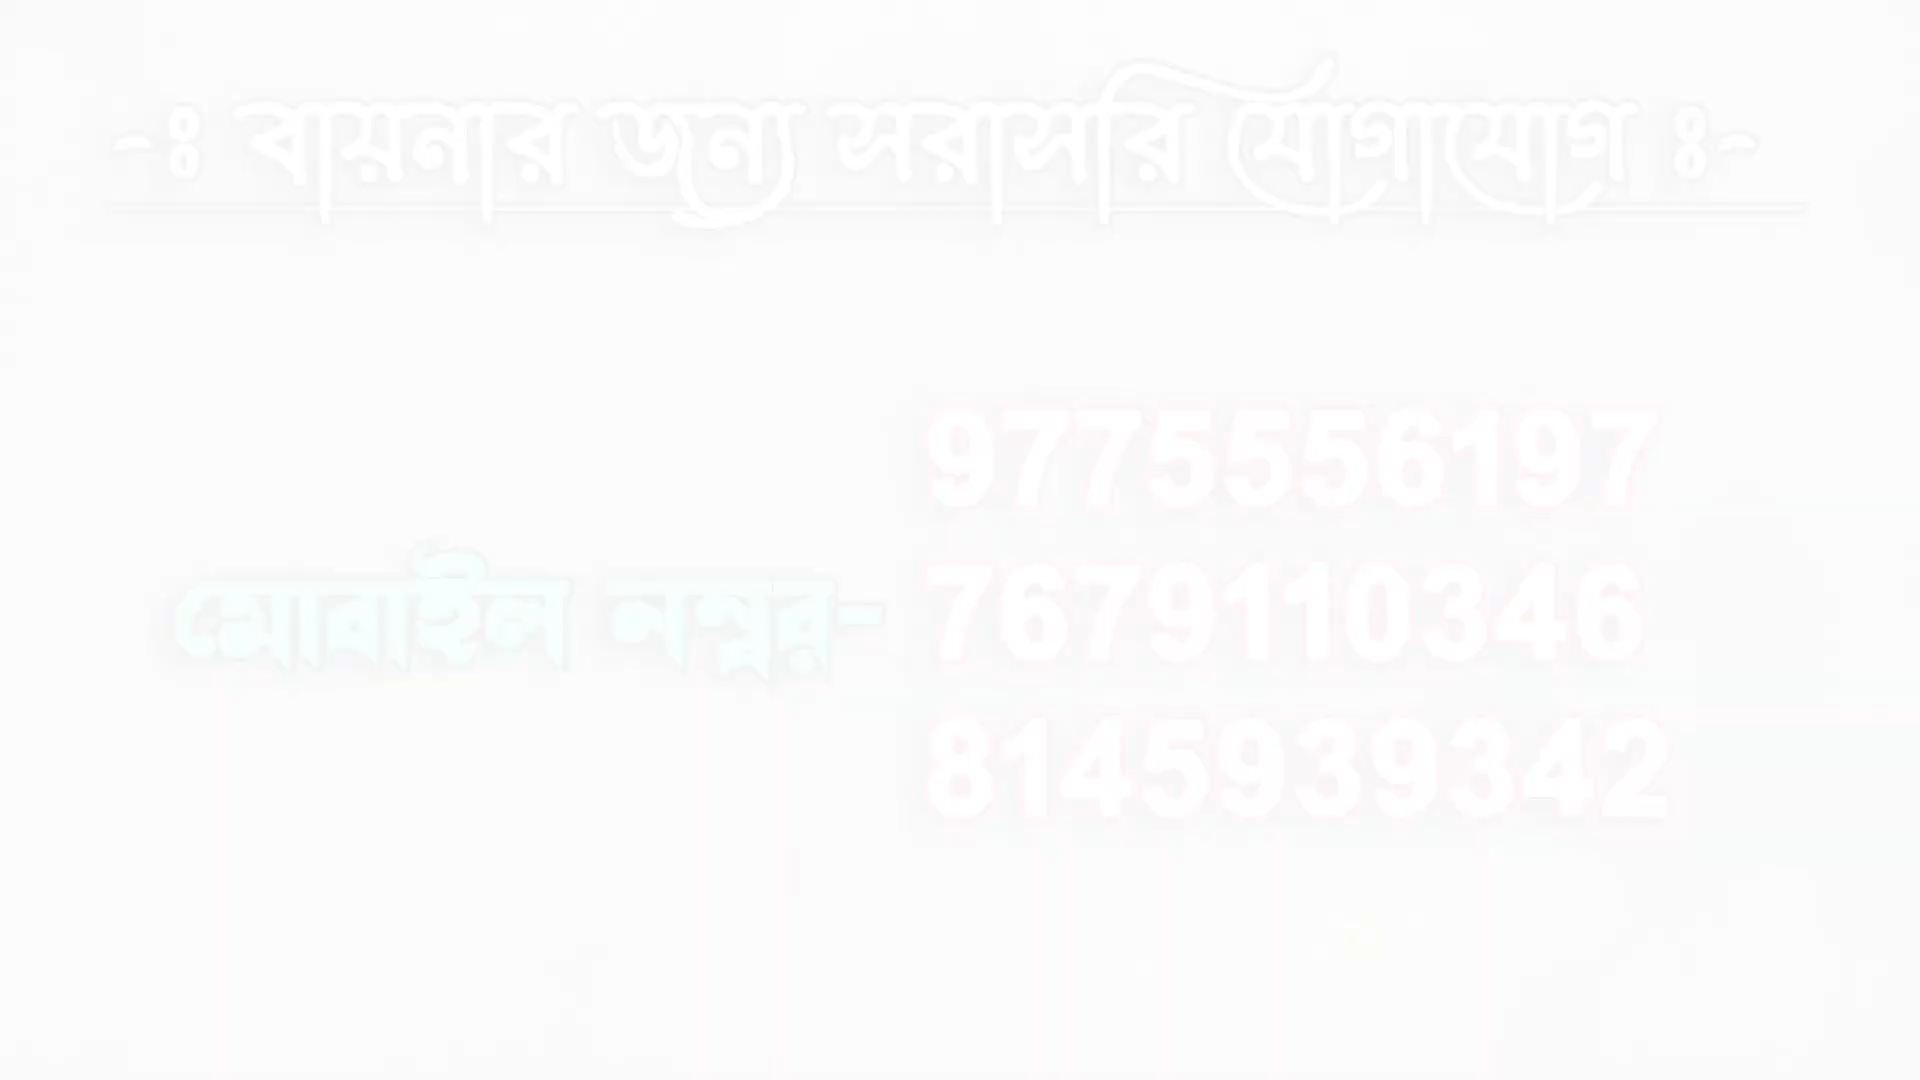 -ঃ বায়নার জন্য সরাসরি যোগাযোগ ঃ-
9775556197
মোবাইল নম্বর- 7679110346
8145939342